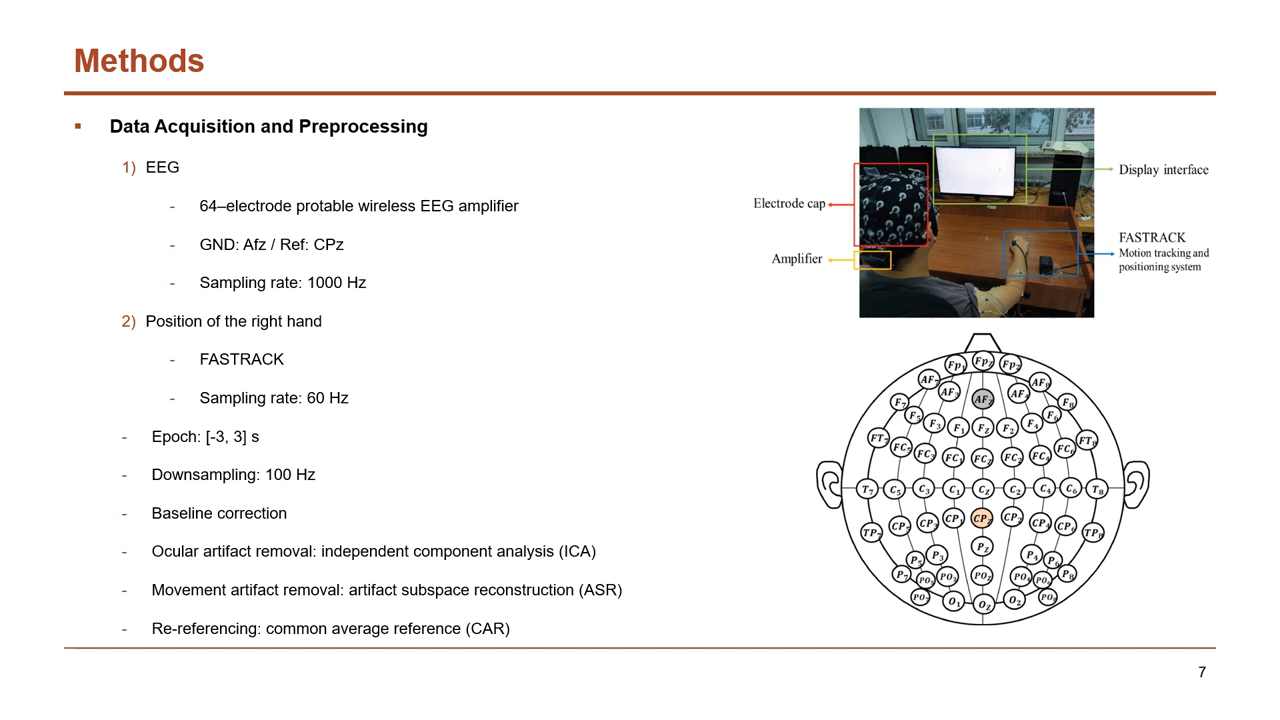 Methods
▪ Data Acquisition and Preprocessing
1) EEG
- 64–electrode protable wireless EEG amplifier
- GND: Afz / Ref: CPz
- Sampling rate: 1000 Hz
2) Position of the right hand
- FASTRACK
- Sampling rate: 60 Hz
- Epoch: [-3, 3] s
- Downsampling: 100 Hz
- Baseline correction
- Ocular artifact removal: independent component analysis (ICA)
- Movement artifact removal: artifact subspace reconstruction (ASR)
- Re-referencing: common average reference (CAR)
Display interface
Electrode cap
FASTRACK
Motion tracking and
positioning system
Amplifier
Fp1 Fpz Fp2
AF7 AF3 AFz AF4 AF8
F7 F5 F3 F1 Fz F2 F4 F6 F8
FT7 FC5 FC3 FC1 FCz FC2 FC4 FC6 FT8
T7 C5 C3 C1 Cz C2 C4 C6 T8
TP7 CP5 CP3 CP1 CPz CP2 CP4 CP6 TP8
P7 P5 P3 Pz P4 P8
PO3 POz PO4
O1 Oz O2
7